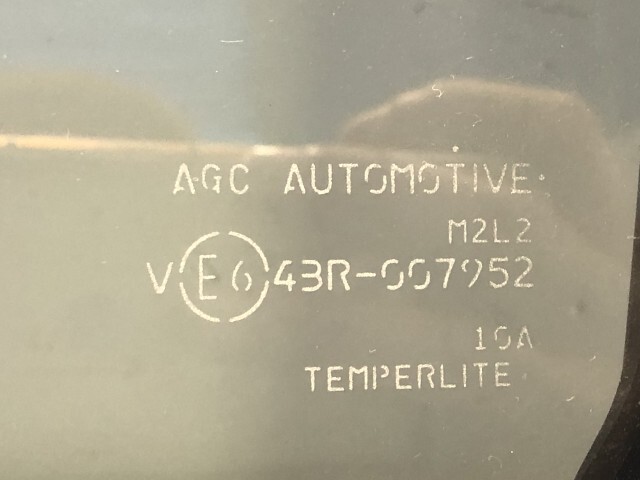 AGC AUTOMOTIVE
M2L2
V E6 43R-007952
10A
TEMPERLITE